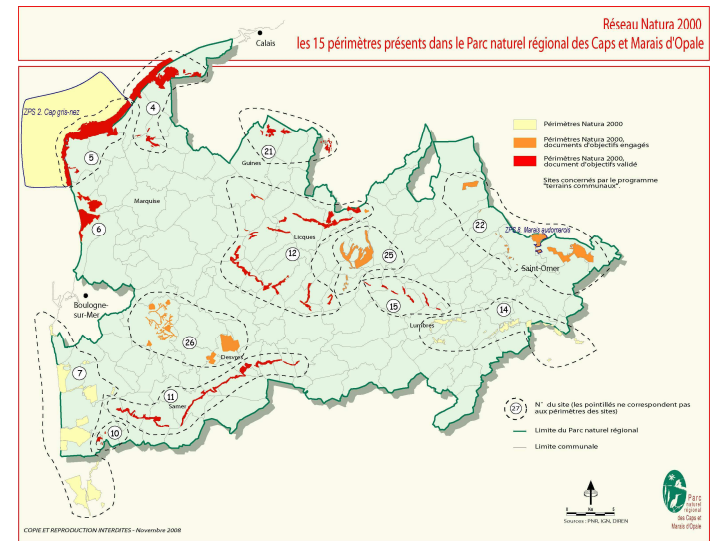 Réseau Natura 2000
les 15 périmètres présents dans le Parc naturel régional des Caps et Marais d'Opale
Calais
ZPS 2. Cap gris-nez
4
5
21
Guines
Marquise
6
Licques
12
25
22
ZPS 8. Marais audomarois
Saint-Omer
Périmètres Natura 2000
Périmètres Natura 2000,
documents d'objectifs engagés
Périmètres Natura 2000,
document d'objectifs validé
Sites concernés par le programme
"terrains communaux".
Boulogne-
sur-Mer
15
14
Lumbres
26
Desvres
7
11
Samer
10
27
N° du site (les pointillés ne correspondent pas
aux périmètres des sites)
Limite du Parc naturel régional
Limite communale
0 Km 5
Sources : PNR, IGN, DIREN
Parc
naturel
régional
des Caps et
Marais d'Opale
COPIE ET REPRODUCTION INTERDITES - Novembre 2008